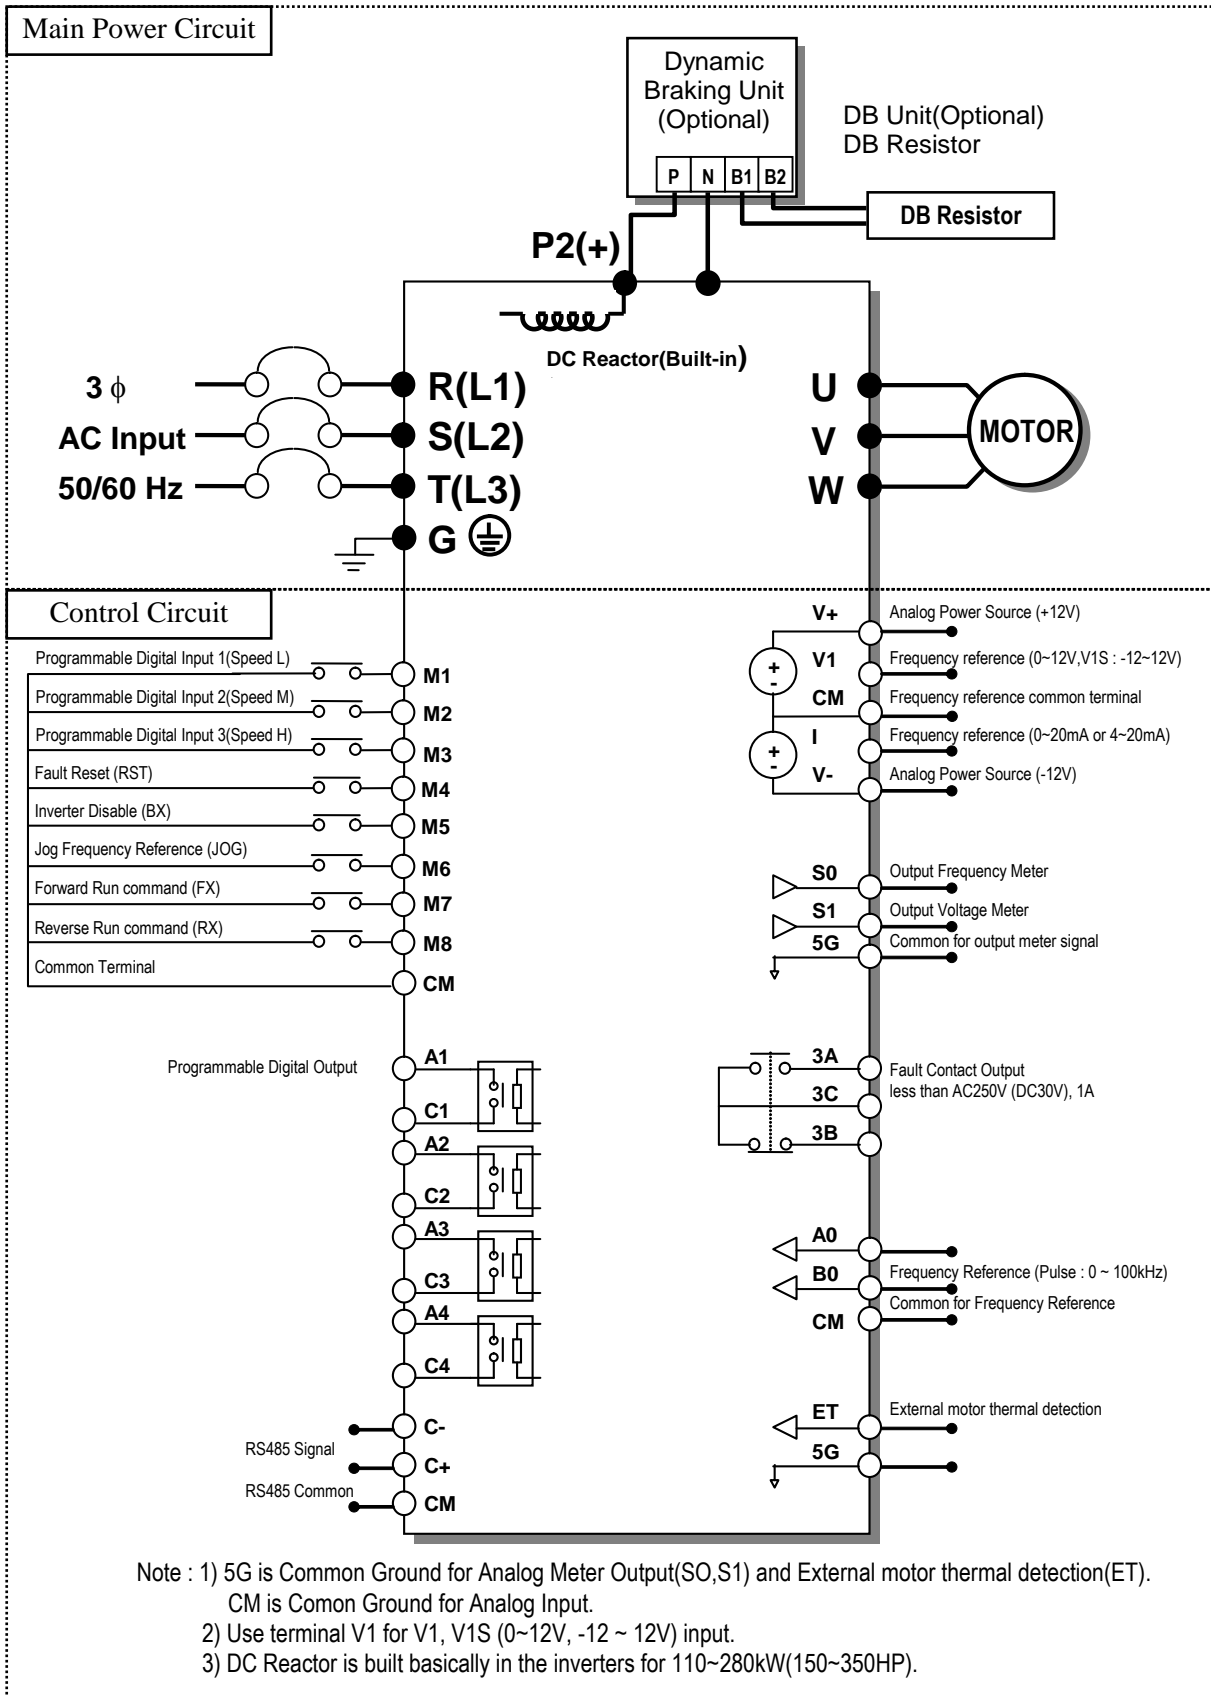 Main Power Circuit
Dynamic
Braking Unit
(Optional)
P N B1 B2
DB Unit(Optional)
DB Resistor
DB Resistor
P2(+)
DC Reactor(Built-in)
3 ϕ
AC Input
50/60 Hz
R(L1)
S(L2)
T(L3)
G
U
V
W
MOTOR
Control Circuit
Programmable Digital Input 1(Speed L)
M1
Programmable Digital Input 2(Speed M)
M2
Programmable Digital Input 3(Speed H)
M3
Fault Reset (RST)
M4
Inverter Disable (BX)
M5
Jog Frequency Reference (JOG)
M6
Forward Run command (FX)
M7
Reverse Run command (RX)
M8
Common Terminal
CM
V+
Analog Power Source (+12V)
+
-
V1
Frequency reference (0~12V,V1S : -12~12V)
CM
Frequency reference common terminal
+
-
I
Frequency reference (0~20mA or 4~20mA)
V-
Analog Power Source (-12V)
S0
Output Frequency Meter
S1
Output Voltage Meter
5G
Common for output meter signal
Programmable Digital Output
A1
C1
A2
C2
A3
C3
A4
C4
3A
Fault Contact Output
less than AC250V (DC30V), 1A
3C
3B
A0
B0
Frequency Reference (Pulse : 0 ~ 100kHz)
Common for Frequency Reference
CM
ET
External motor thermal detection
5G
C-
RS485 Signal
C+
RS485 Common
CM
Note : 1) 5G is Common Ground for Analog Meter Output(SO,S1) and External motor thermal detection(ET).
CM is Comon Ground for Analog Input.
2) Use terminal V1 for V1, V1S (0~12V, -12 ~ 12V) input.
3) DC Reactor is built basically in the inverters for 110~280kW(150~350HP).